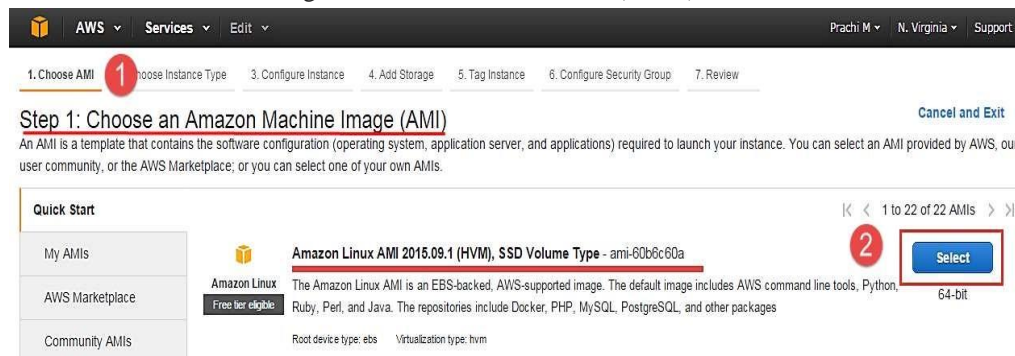 AWS Services Edit Prachi M N. Virginia Support
1. Choose AMI 1 hoose Instance Type 3. Configure Instance 4. Add Storage 5. Tag Instance 6. Configure Security Group 7. Review
Step 1: Choose an Amazon Machine Image (AMI) Cancel and Exit
An AMI is a template that contains the software configuration (operating system, application server, and applications) required to launch your instance. You can select an AMI provided by AWS, ou
user community, or the AWS Marketplace; or you can select one of your own AMIs.
Quick Start 1 to 22 of 22 AMIs
My AMIs
AWS Marketplace
Community AMIs
Amazon Linux
Free tier eligible
Amazon Linux AMI 2015.09.1 (HVM), SSD Volume Type - ami-60b6c60a
The Amazon Linux AMI is an EBS-backed, AWS-supported image. The default image includes AWS command line tools, Python,
Ruby, Perl, and Java. The repositories include Docker, PHP, MySQL, PostgreSQL, and other packages
Root device type: ebs Virtualization type: hvm
2
Select
64-bit